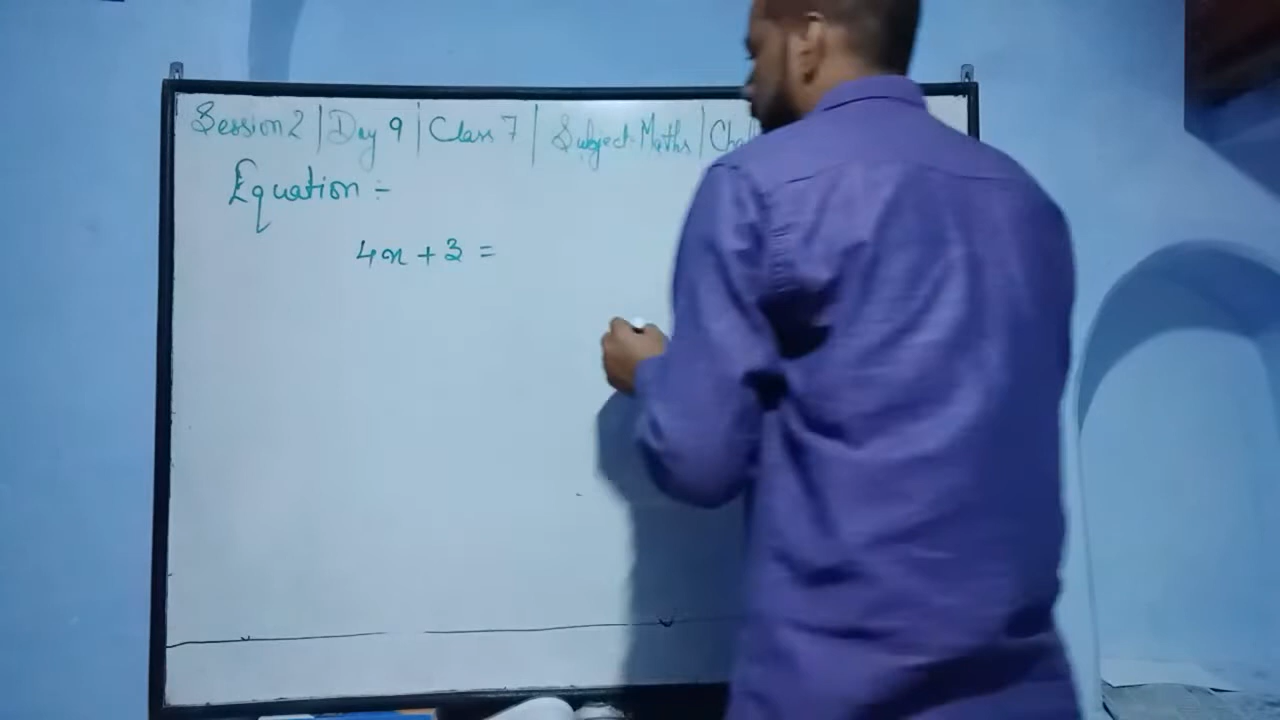 Session 2 | Day 9 | Class 7 | Subject: Maths |
Equation :-
4x + 3 =